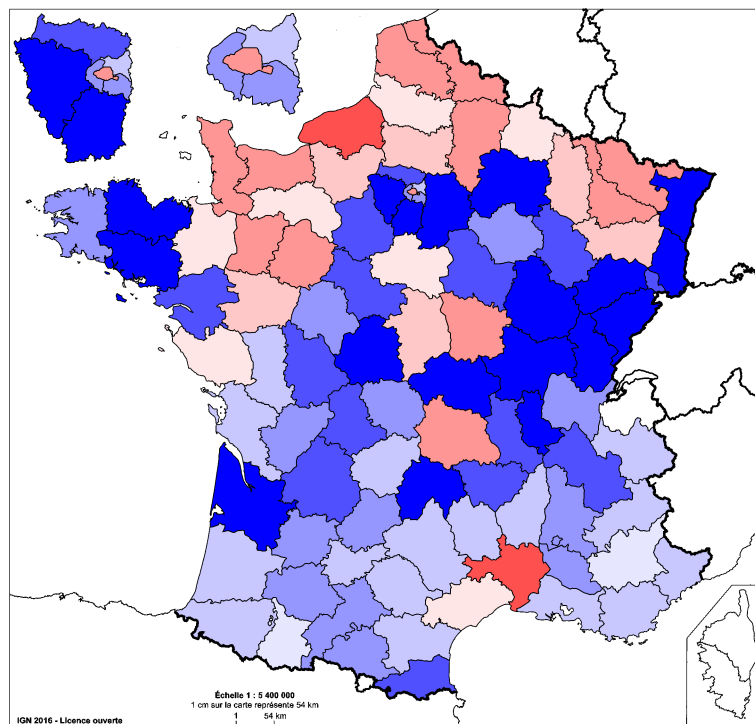 Échelle 1 : 5 400 000
1 cm sur la carte représente 54 km
1 54 km
IGN 2016 - Licence ouverte